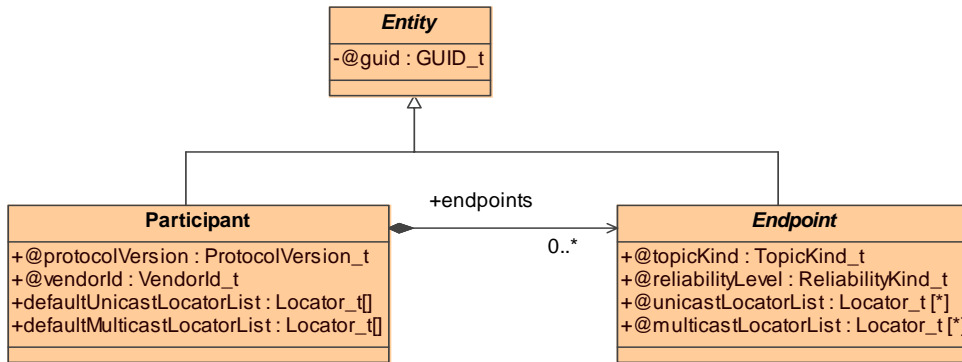 Entity
-@guid : GUID_t
+endpoints
0..*
Participant
+@protocolVersion : ProtocolVersion_t
+@vendorId : VendorId_t
+defaultUnicastLocatorList : Locator_t[]
+defaultMulticastLocatorList : Locator_t[]
Endpoint
+@topicKind : TopicKind_t
+@reliabilityLevel : ReliabilityKind_t
+@unicastLocatorList : Locator_t [*]
+@multicastLocatorList : Locator_t [*]